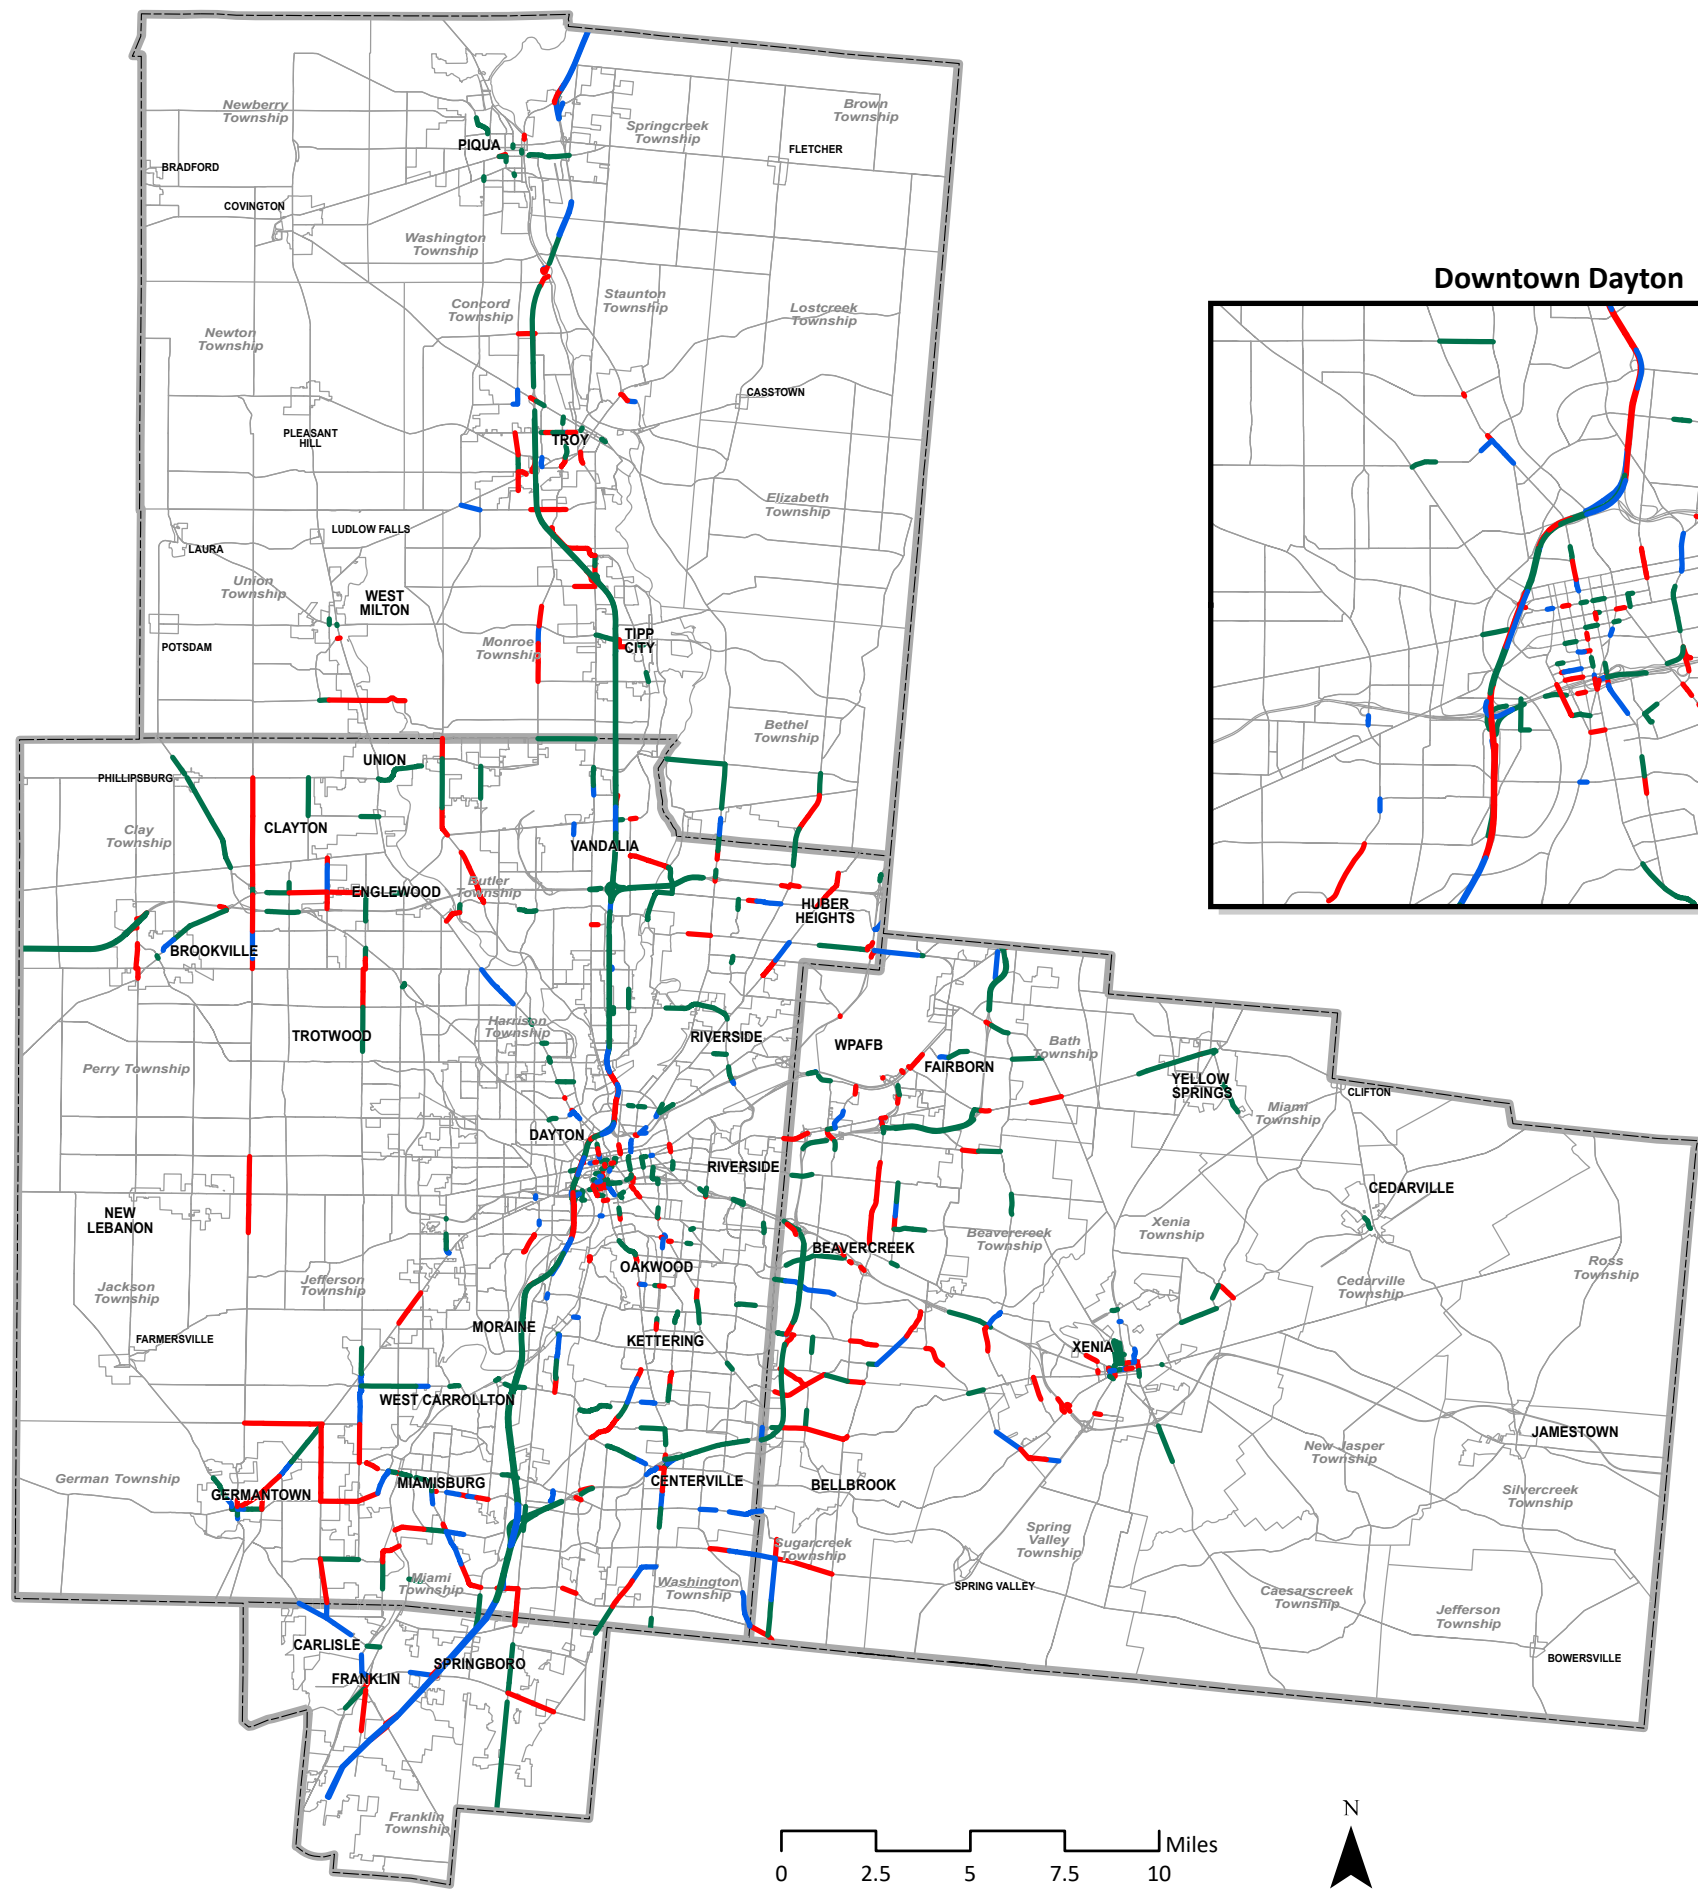 Newberry
Township
Brown
Township
Springcreek
Township
PIQUA
FLETCHER
BRADFORD
COVINGTON
Washington
Township
Downtown Dayton
Concord
Township
Staunton
Township
Lostcreek
Township
Newton
Township
CASSTOWN
PLEASANT
HILL
TROY
Elizabeth
Township
LUDLOW FALLS
LAURA
Union
Township
WEST
MILTON
POTSDAM
Monroe
Township
TIPP
CITY
Bethel
Township
UNION
PHILLIPSBURG
Clay
Township
CLAYTON
VANDALIA
ENGLEWOOD
Butler
Township
HUBER
HEIGHTS
BROOKVILLE
TROTWOOD
Harrison
Township
RIVERSIDE
WPAFB
FAIRBORN
Bath
Township
Perry Township
YELLOW
SPRINGS
CLIFTON
Miami
Township
DAYTON
RIVERSIDE
CEDARVILLE
NEW
LEBANON
Xenia
Township
Beavercreek
Township
BEAVERCREEK
OAKWOOD
Ross
Township
Jackson
Township
Jefferson
Township
Cedarville
Township
MORAINE
FARMERSVILLE
KETTERING
XENIA
WEST CARROLLTON
JAMESTOWN
New Jasper
Township
German Township
MIAMISBURG
CENTERVILLE
BELLBROOK
GERMANTOWN
Silvercreek
Township
Spring
Valley
Township
Sugarcreek
Township
Miami
Township
Washington
Township
SPRING VALLEY
Caesarscreek
Township
Jefferson
Township
CARLISLE
SPRINGBORO
FRANKLIN
BOWERSVILLE
Franklin
Township
N
Miles
0 2.5 5 7.5 10